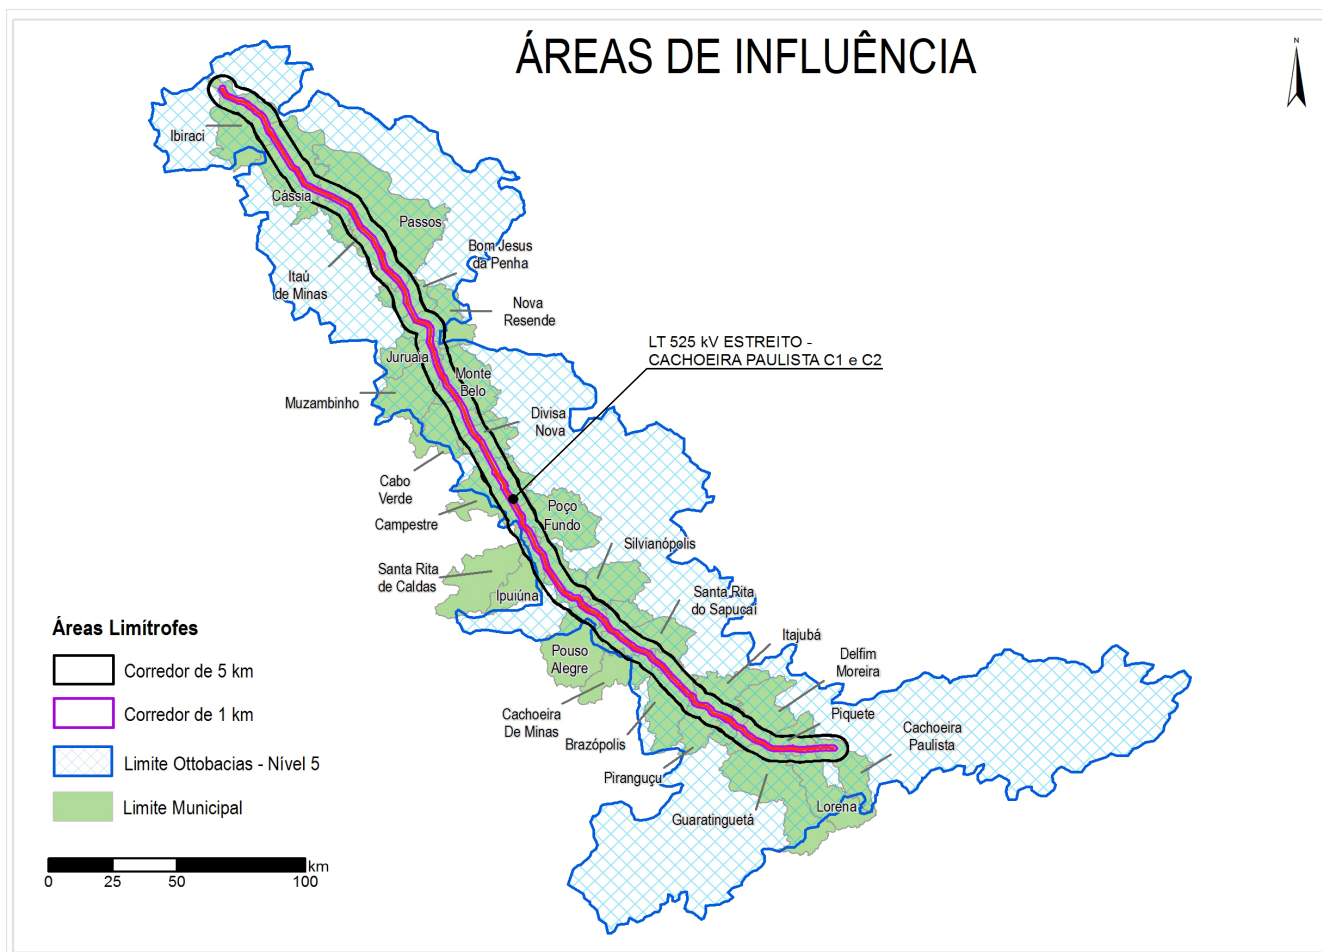 ÁREAS DE INFLUÊNCIA
N
Ibiraci
Cássia
Passos
Bom Jesus
da Penha
Itaú
de Minas
Nova
Resende
LT 525 kV ESTREITO -
CACHOEIRA PAULISTA C1 e C2
Juruaia
Monte
Belo
Muzambinho
Divisa
Nova
Cabo
Verde
Campestre
Poço
Fundo
Silvianópolis
Santa Rita
de Caldas
Ipuiúna
Santa Rita
do Sapucaí
Itajubá
Pouso
Alegre
Delfim
Moreira
Cachoeira
De Minas
Brazópolis
Piquete
Cachoeira
Paulista
Piranguçu
Guaratinguetá
Lorena
Áreas Limítrofes
Corredor de 5 km
Corredor de 1 km
Limite Ottobacias - Nível 5
Limite Municipal
km
0 25 50 100